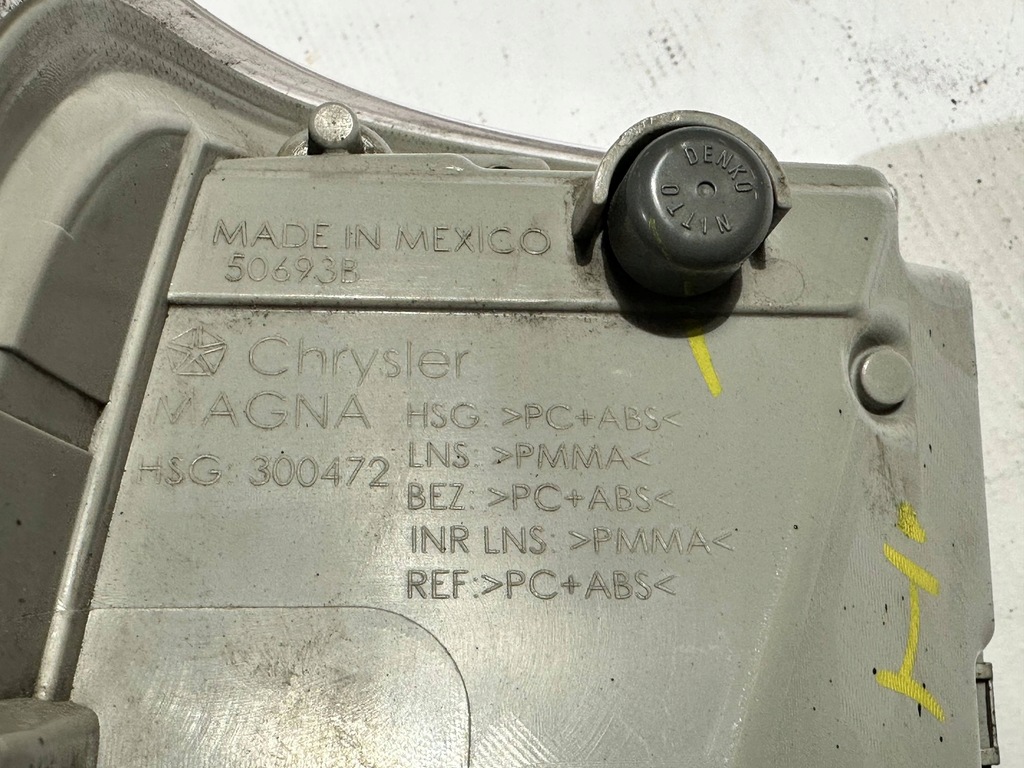 NITTO DENKO
MADE IN MEXICO
50693B
Chrysler
MAGNA
HSG: 300472
HSG: >PC+ABS<
LNS: >PMMA<
BEZ: >PC+ABS<
INR LNS: >PMMA<
REF:>PC+ABS<